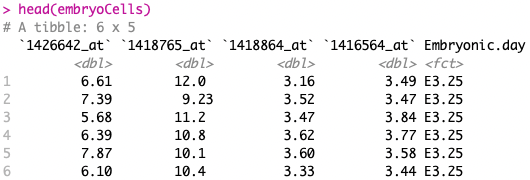 > head(embryoCells)
# A tibble: 6 x 5
`1426642_at` `1418765_at` `1418864_at` `1416564_at` Embryonic.day
<dbl> <dbl> <dbl> <dbl> <fct>
1 6.61 12.0 3.16 3.49 E3.25
2 7.39 9.23 3.52 3.47 E3.25
3 5.68 11.2 3.47 3.84 E3.25
4 6.39 10.8 3.62 3.77 E3.25
5 7.87 10.1 3.60 3.58 E3.25
6 6.10 10.4 3.33 3.44 E3.25